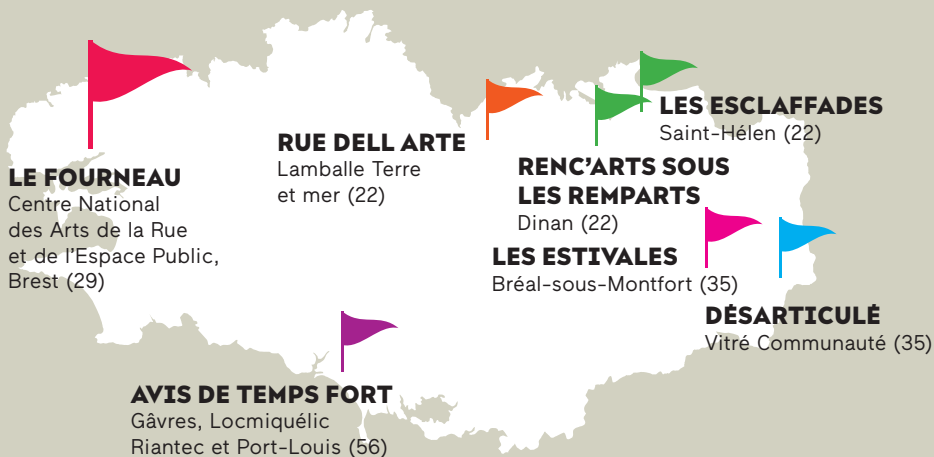 LE FOURNEAU
Centre National
des Arts de la Rue
et de l'Espace Public,
Brest (29)
RUE DELL ARTE
Lamballe Terre
et mer (22)
LES ESCLAFFADES
Saint-Hélen (22)
RENC'ARTS SOUS
LES REMPARTS
Dinan (22)
LES ESTIVALES
Bréal-sous-Montfort (35)
DÉSARTICULÉ
Vitré Communauté (35)
AVIS DE TEMPS FORT
Gâvres, Locmiquélic
Riantec et Port-Louis (56)